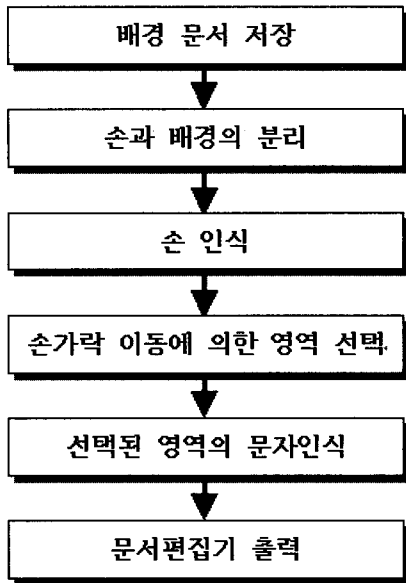 배경 문서 저장
손과 배경의 분리
손 인식
손가락 이동에 의한 영역 선택.
선택된 영역의 문자인식
문서편집기 출력